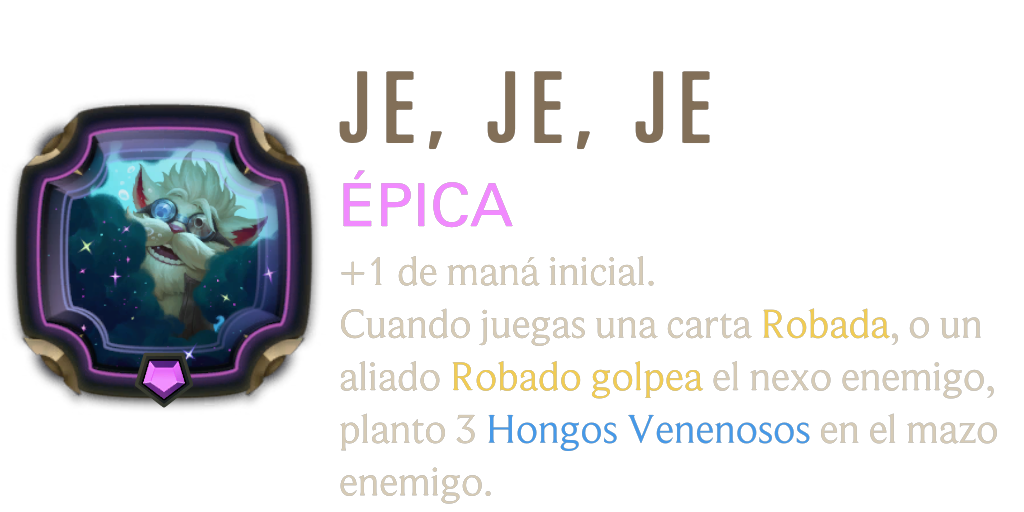 JE, JE, JE
ÉPICA
+1 de maná inicial.
Cuando juegas una carta Robada, o un
aliado Robado golpea el nexo enemigo,
planto 3 Hongos Venenosos en el mazo
enemigo.